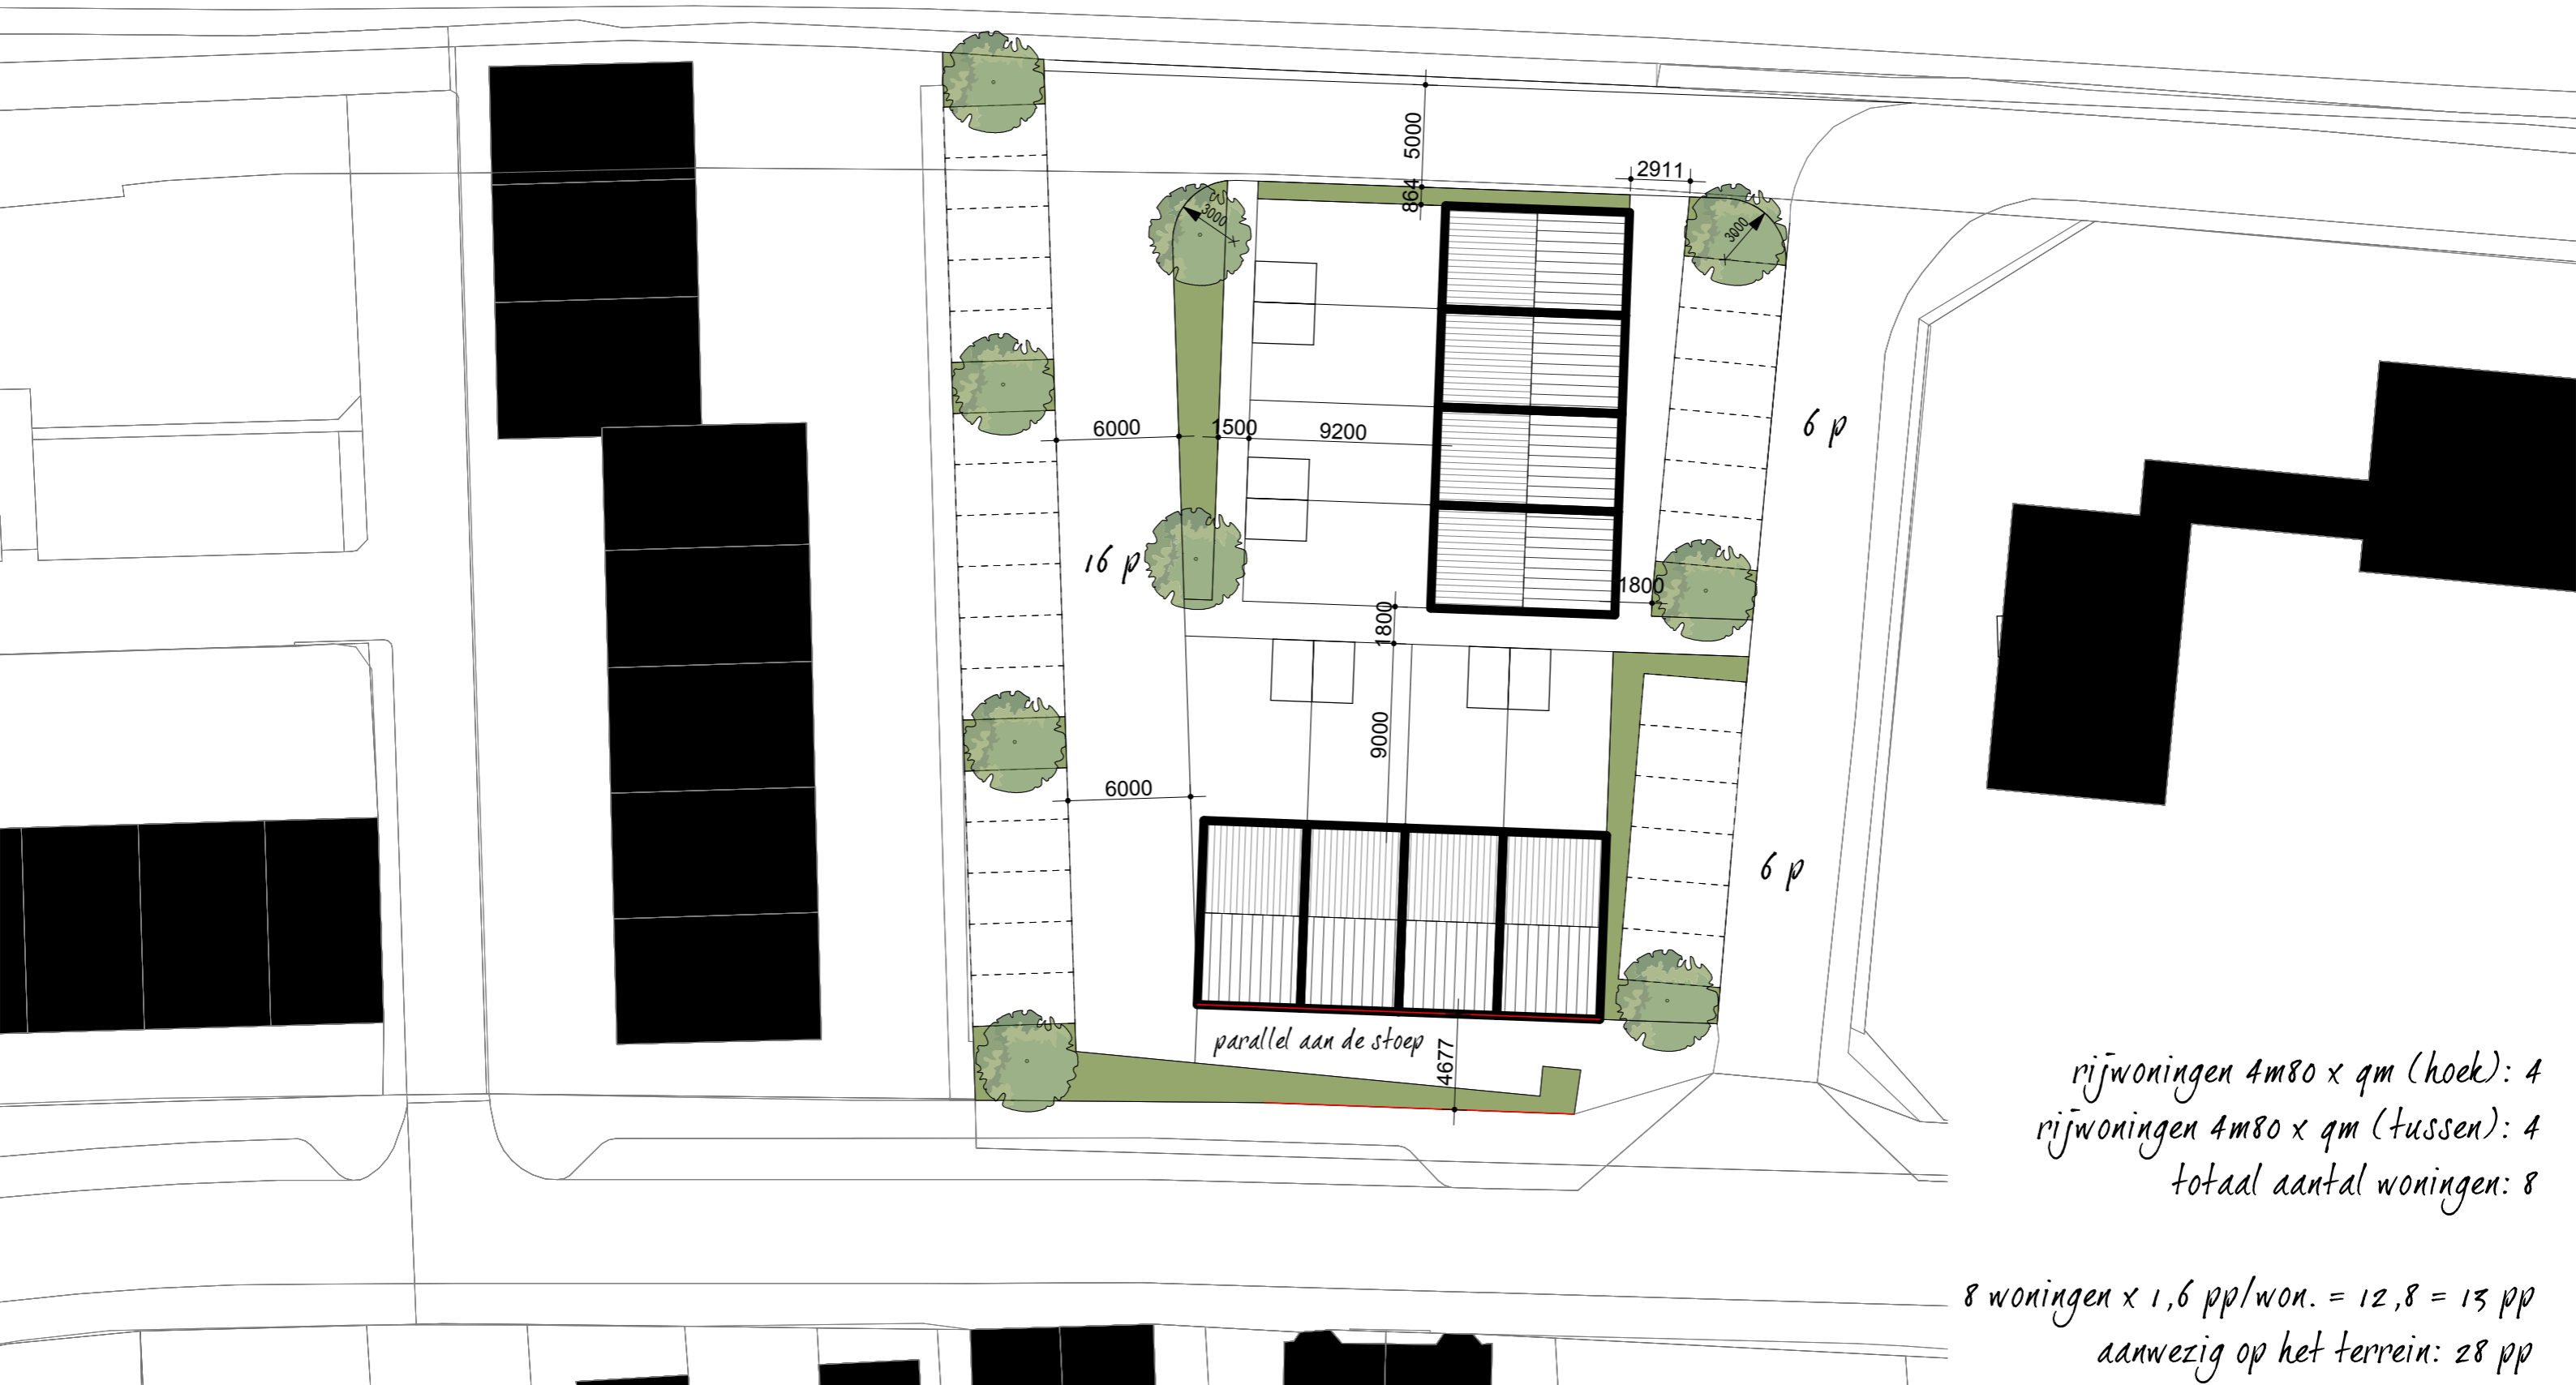 5000
2911
864
3000
3000
6000
1500
9200
6 p
16 p
1800
1800
9000
6000
6 p
parallel aan de stoep
4677
rijwoningen 4m80 x 9m (hoek): 4
rijwoningen 4m80 x 9m (tussen): 4
totaal aantal woningen: 8
8 woningen x 1,6 pp/won. = 12,8 = 13 pp
aanwezig op het terrein: 28 pp